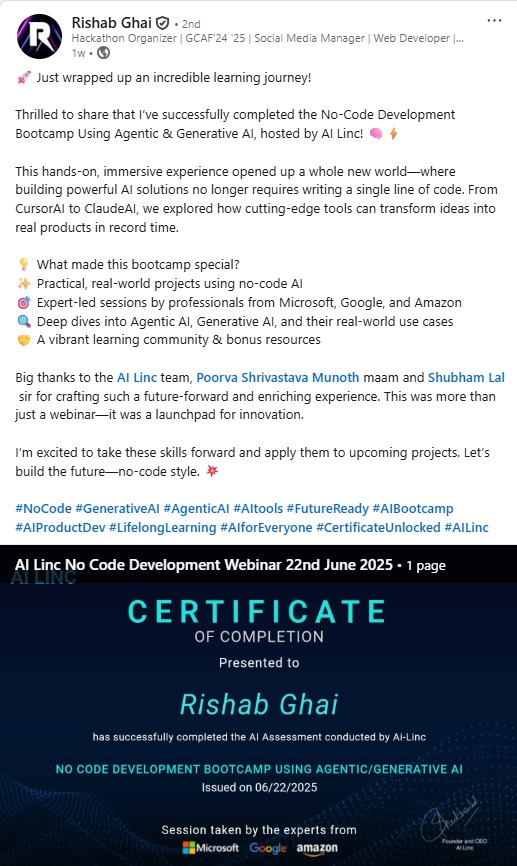 Rishab Ghai • 2nd
Hackathon Organizer | GCAF'24 '25 | Social Media Manager | Web Developer |...
1w •
🚀 Just wrapped up an incredible learning journey!
Thrilled to share that I've successfully completed the No-Code Development
Bootcamp Using Agentic & Generative AI, hosted by AI Linc! 🧠 ⚡
This hands-on, immersive experience opened up a whole new world—where
building powerful AI solutions no longer requires writing a single line of code. From
CursorAI to ClaudeAI, we explored how cutting-edge tools can transform ideas into
real products in record time.
💡 What made this bootcamp special?
✨ Practical, real-world projects using no-code AI
🎯 Expert-led sessions by professionals from Microsoft, Google, and Amazon
🔍 Deep dives into Agentic AI, Generative AI, and their real-world use cases
🤝 A vibrant learning community & bonus resources
Big thanks to the AI Linc team, Poorva Shrivastava Munoth maam and Shubham Lal
sir for crafting such a future-forward and enriching experience. This was more than
just a webinar—it was a launchpad for innovation.
I'm excited to take these skills forward and apply them to upcoming projects. Let's
build the future—no-code style. 💥
#NoCode #GenerativeAI #AgenticAI #AItools #FutureReady #AIBootcamp
#AIProductDev #LifelongLearning #AIforEveryone #CertificateUnlocked #AILinc
AI Linc No Code Development Webinar 22nd June 2025 • 1 page
AI LINC
CERTIFICATE
OF COMPLETION
Presented to
Rishab Ghai
has successfully completed the AI Assessment conducted by Ai-Linc
NO CODE DEVELOPMENT BOOTCAMP USING AGENTIC/GENERATIVE AI
Issued on 06/22/2025
Session taken by the experts from
Microsoft Google amazon
Founder and CEO
AI Linc